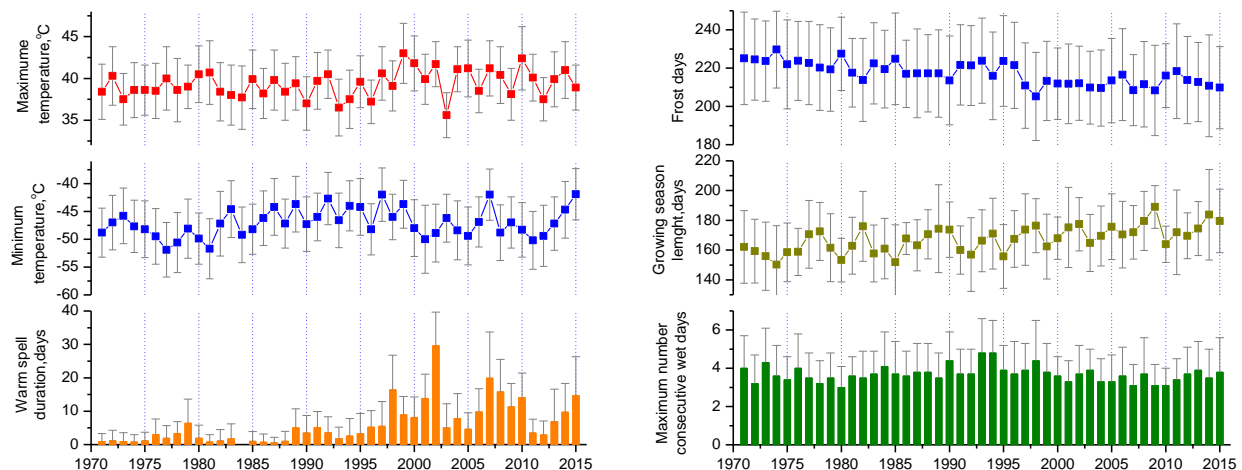 Maximume
temperature,°C
45
40
35
Minimum
temperature,°C
-40
-45
-50
-55
-60
Warm spell
duration,days
40
30
20
10
0
1970 1975 1980 1985 1990 1995 2000 2005 2010 2015
Frost days
240
220
200
180
Growing season
lenght,days
220
200
180
160
140
Maximum number
consecutive wet days
6
4
2
0
1970 1975 1980 1985 1990 1995 2000 2005 2010 2015